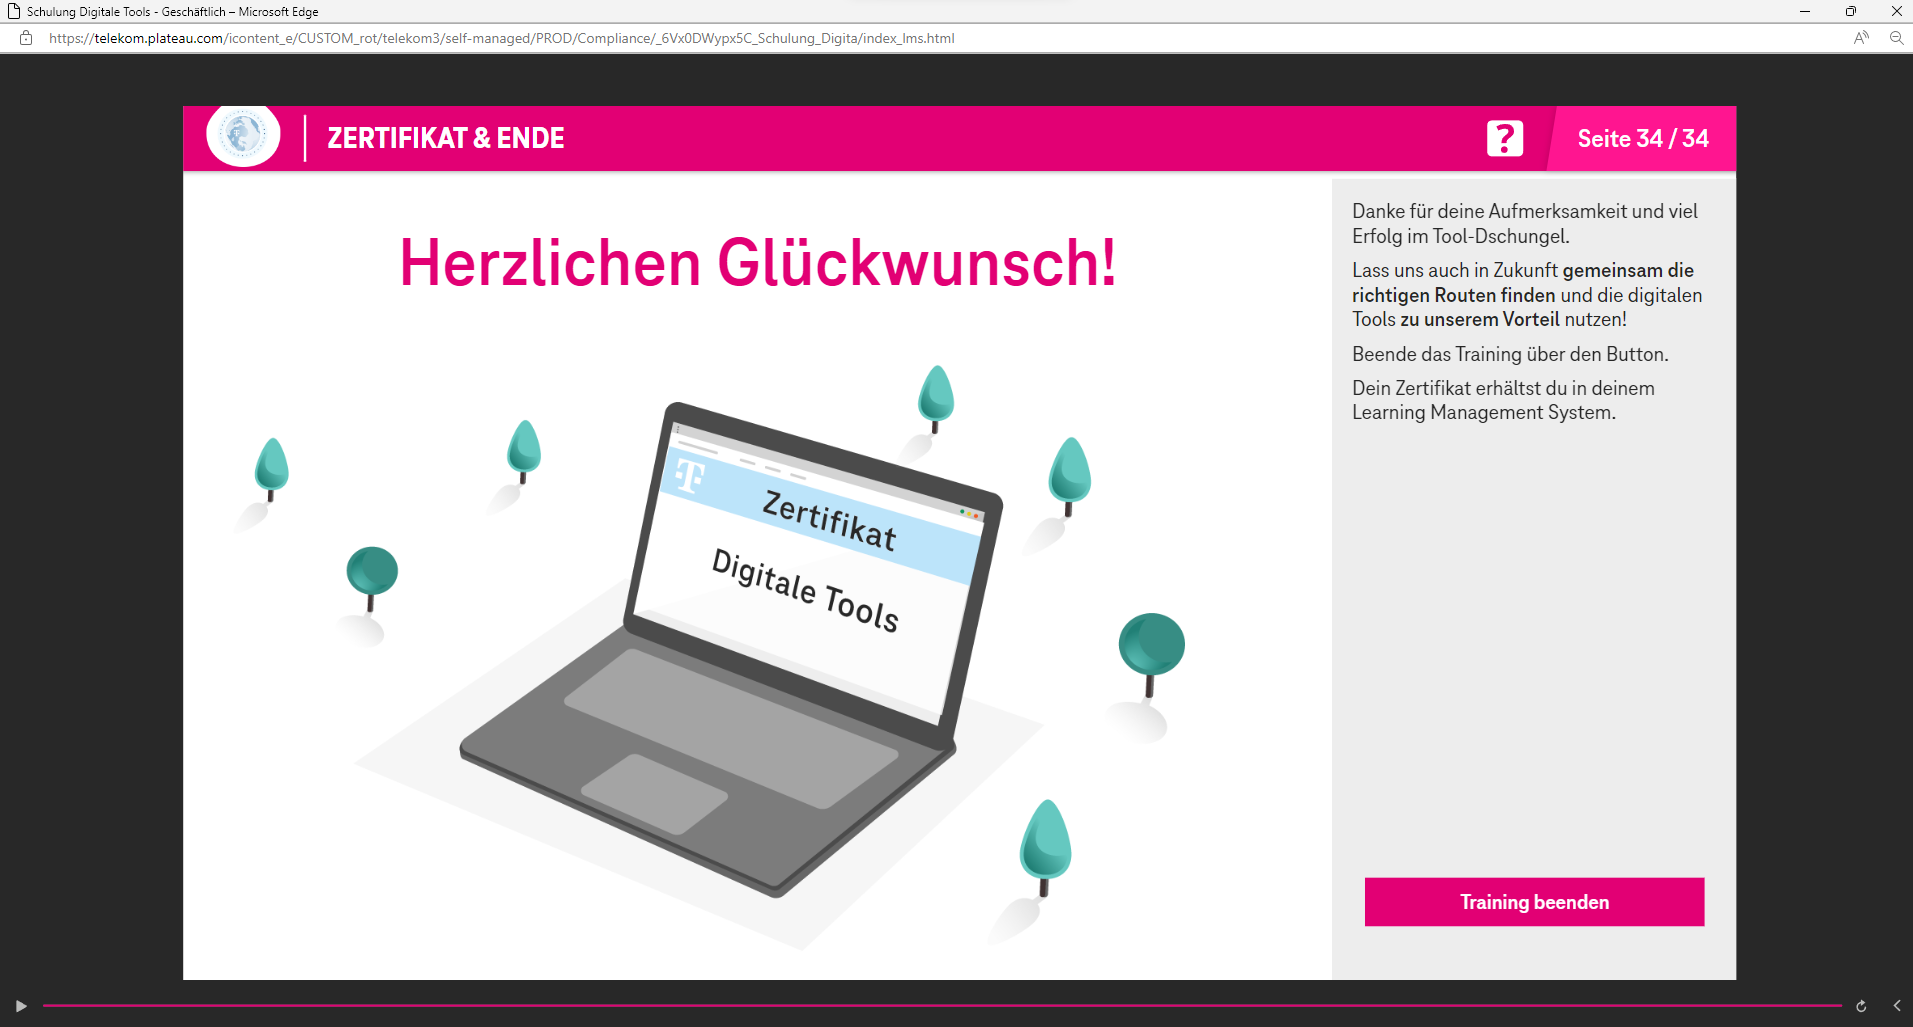 Schulung Digitale Tools - Geschäftlich – Microsoft Edge
https://telekom.plateau.com/icontent_e/CUSTOM_rot/telekom3/self-managed/PROD/Compliance/_6Vx0DWypx5C_Schulung_Digita/index_lms.html
ZERTIFIKAT & ENDE
?
Seite 34 / 34
Herzlichen Glückwunsch!
T
Zertifikat
Digitale Tools
Danke für deine Aufmerksamkeit und viel
Erfolg im Tool-Dschungel.
Lass uns auch in Zukunft gemeinsam die
richtigen Routen finden und die digitalen
Tools zu unserem Vorteil nutzen!
Beende das Training über den Button.
Dein Zertifikat erhältst du in deinem
Learning Management System.
Training beenden